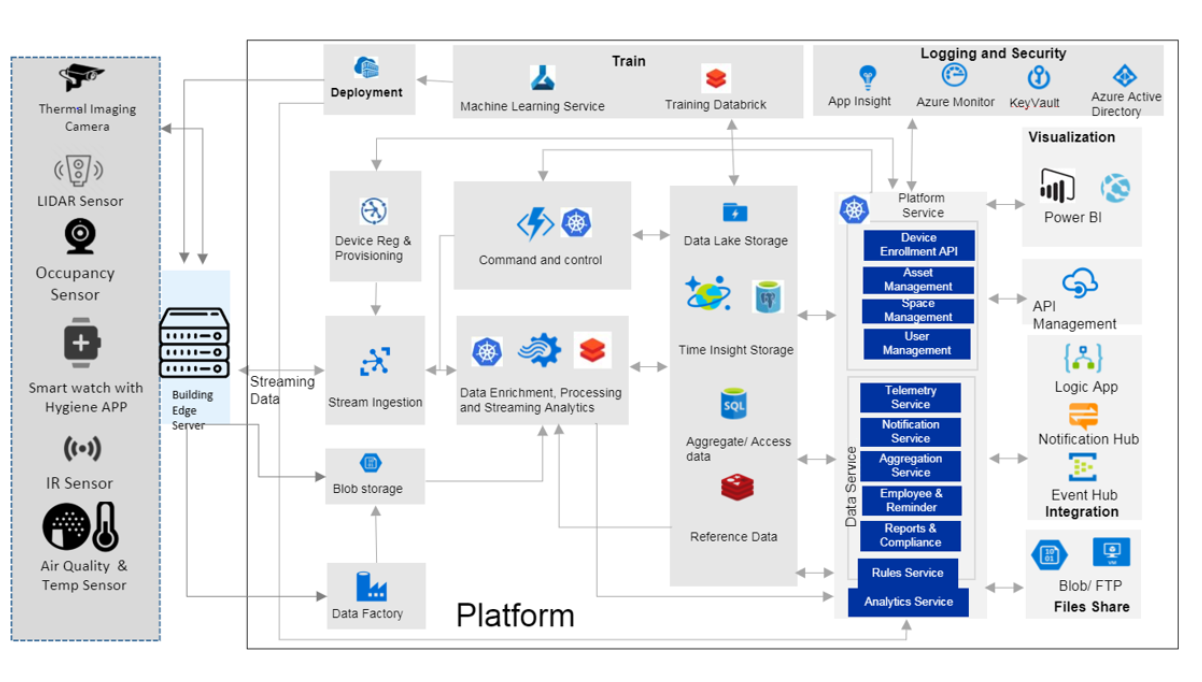 Thermal Imaging
Camera
LIDAR Sensor
Occupancy
Sensor
Smart watch with
Hygiene APP
IR Sensor
Air Quality &
Temp Sensor
Building
Edge
Server
Streaming
Data
Deployment
Train
Machine Learning Service
Training Databrick
Logging and Security
App Insight
Azure Monitor
KeyVault
Azure Active
Directory
Device Reg &
Provisioning
Command and control
Stream Ingestion
Data Enrichment, Processing
and Streaming Analytics
Blob storage
Data Factory
Platform
Data Lake Storage
Time Insight Storage
SQL
Aggregate/ Access
data
Reference Data
Platform
Service
Device
Enrollment API
Asset
Management
Space
Management
User
Management
Data Service
Telemetry
Service
Notification
Service
Aggregation
Service
Employee &
Reminder
Reports &
Compliance
Rules Service
Analytics Service
Visualization
Power BI
API
Management
Logic App
Notification Hub
Event Hub
Integration
10
01
Blob/ FTP
Files Share